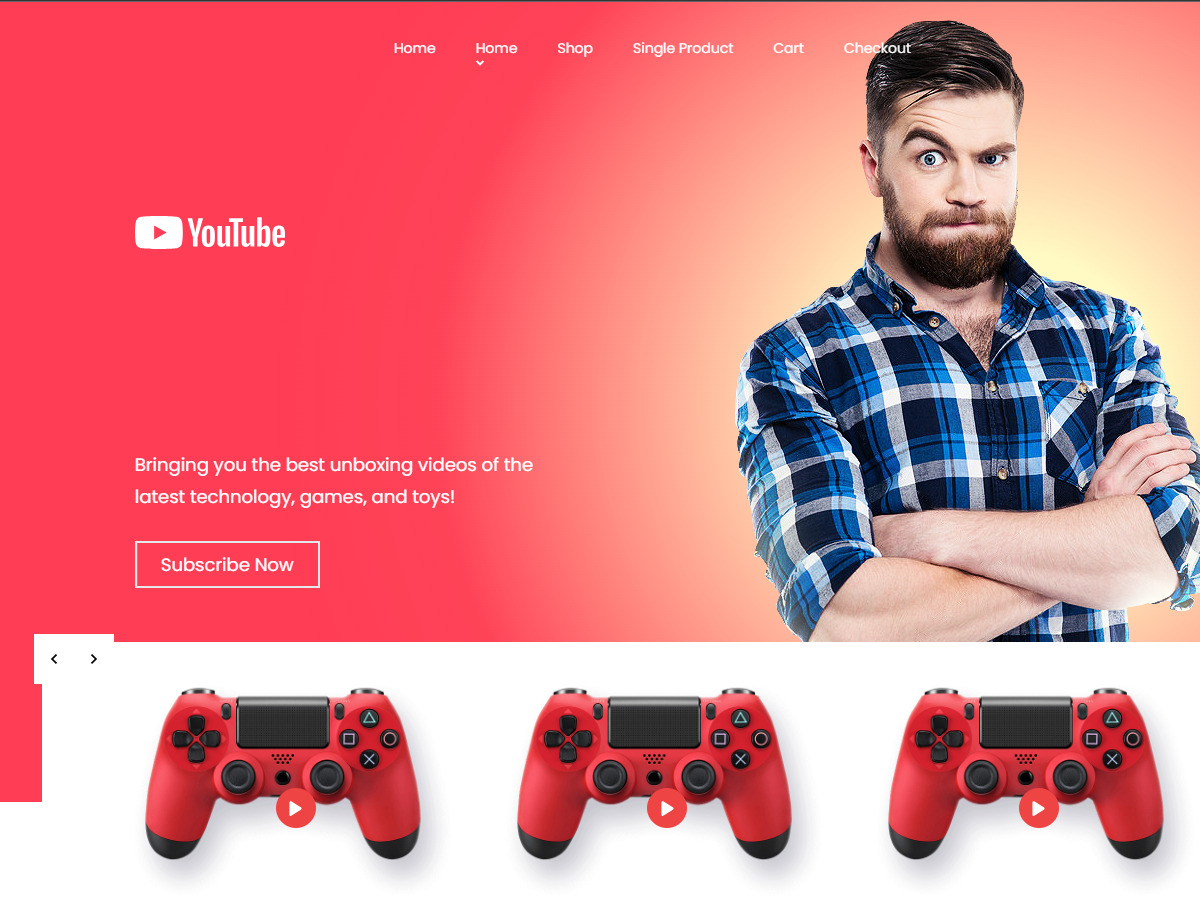 Home Home Shop Single Product Cart Checkout
YouTube
Bringing you the best unboxing videos of the
latest technology, games, and toys!
Subscribe Now